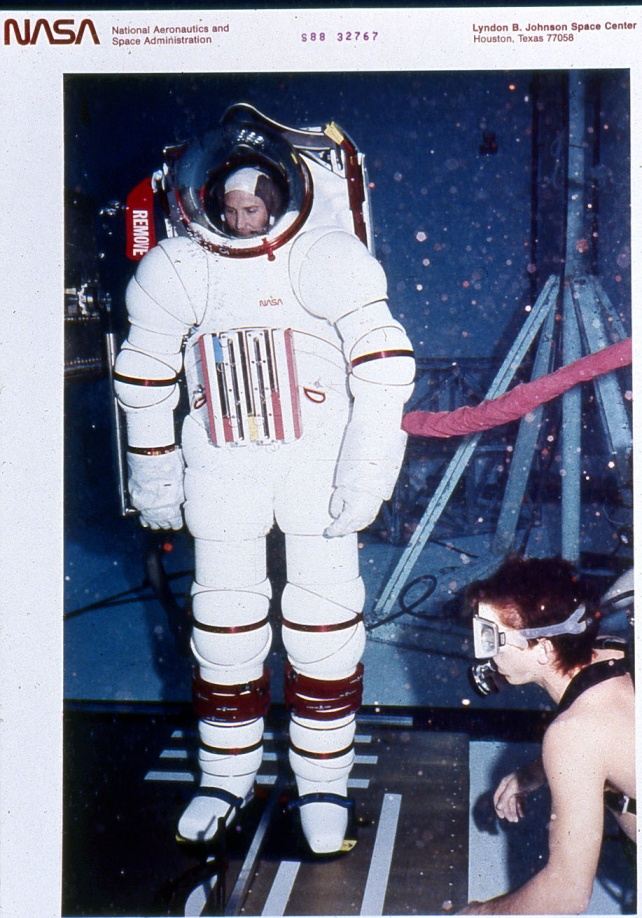 NASA
National Aeronautics and
Space Administration
S88 32767
Lyndon B. Johnson Space Center
Houston, Texas 77058
REMOVE
NASA